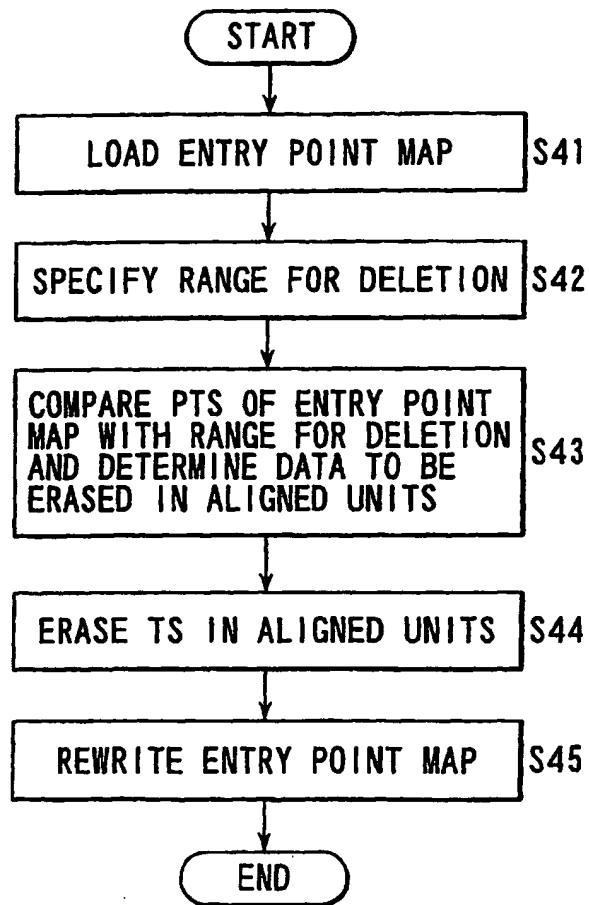 START
LOAD ENTRY POINT MAP
S41
SPECIFY RANGE FOR DELETION
S42
COMPARE PTS OF ENTRY POINT
MAP WITH RANGE FOR DELETION
AND DETERMINE DATA TO BE
ERASED IN ALIGNED UNITS
S43
ERASE TS IN ALIGNED UNITS
S44
REWRITE ENTRY POINT MAP
S45
END